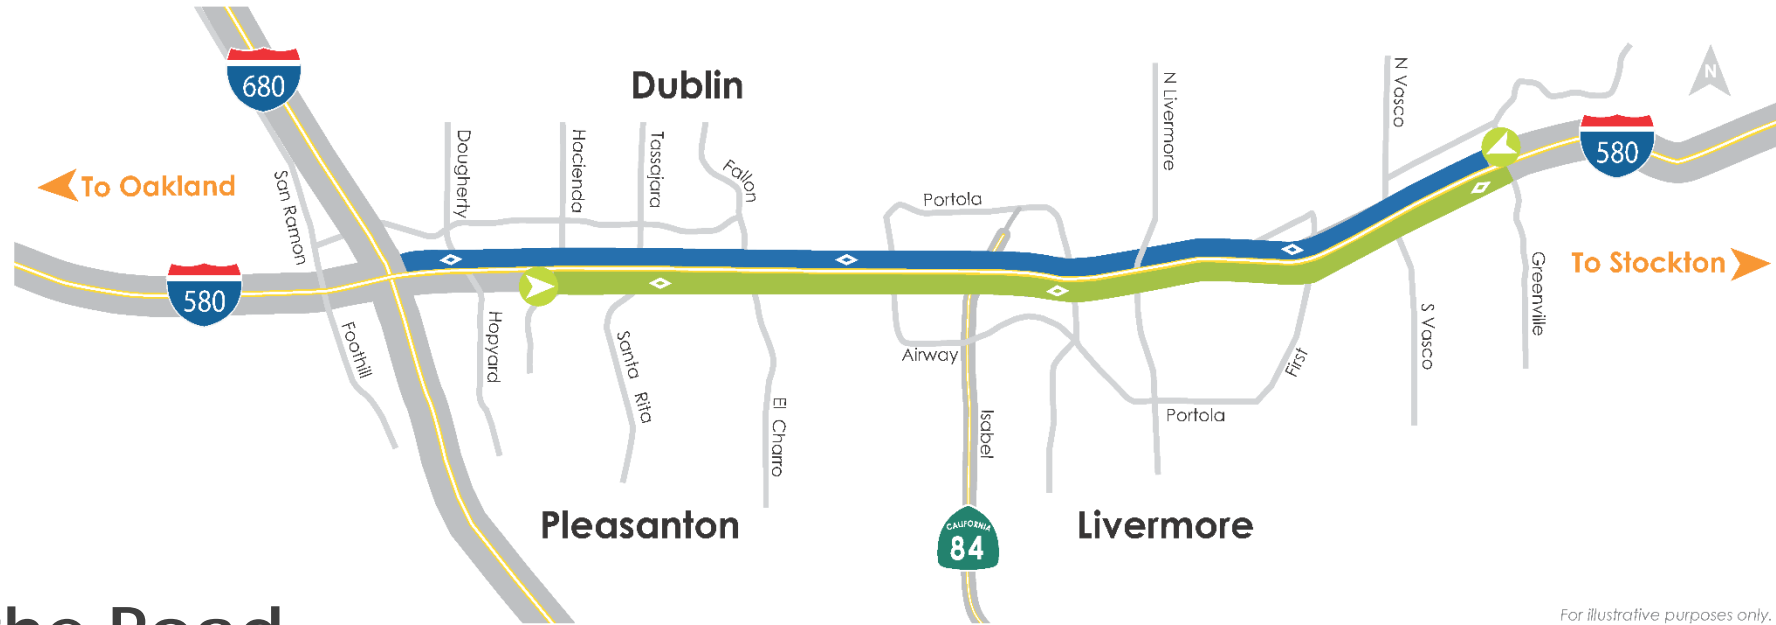 680
Dublin
N Livermore
N Vasco
N
580
Dougherty
Hacienda
Tassajara
Fallon
To Oakland
San Ramon
Portola
To Stockton
580
Greenville
Foothill
Hopyard
Santa Rita
Airway
First
S Vasco
El Charro
Isabel
Portola
Pleasanton
CALIFORNIA
84
Livermore
Road
For illustrative purposes only.